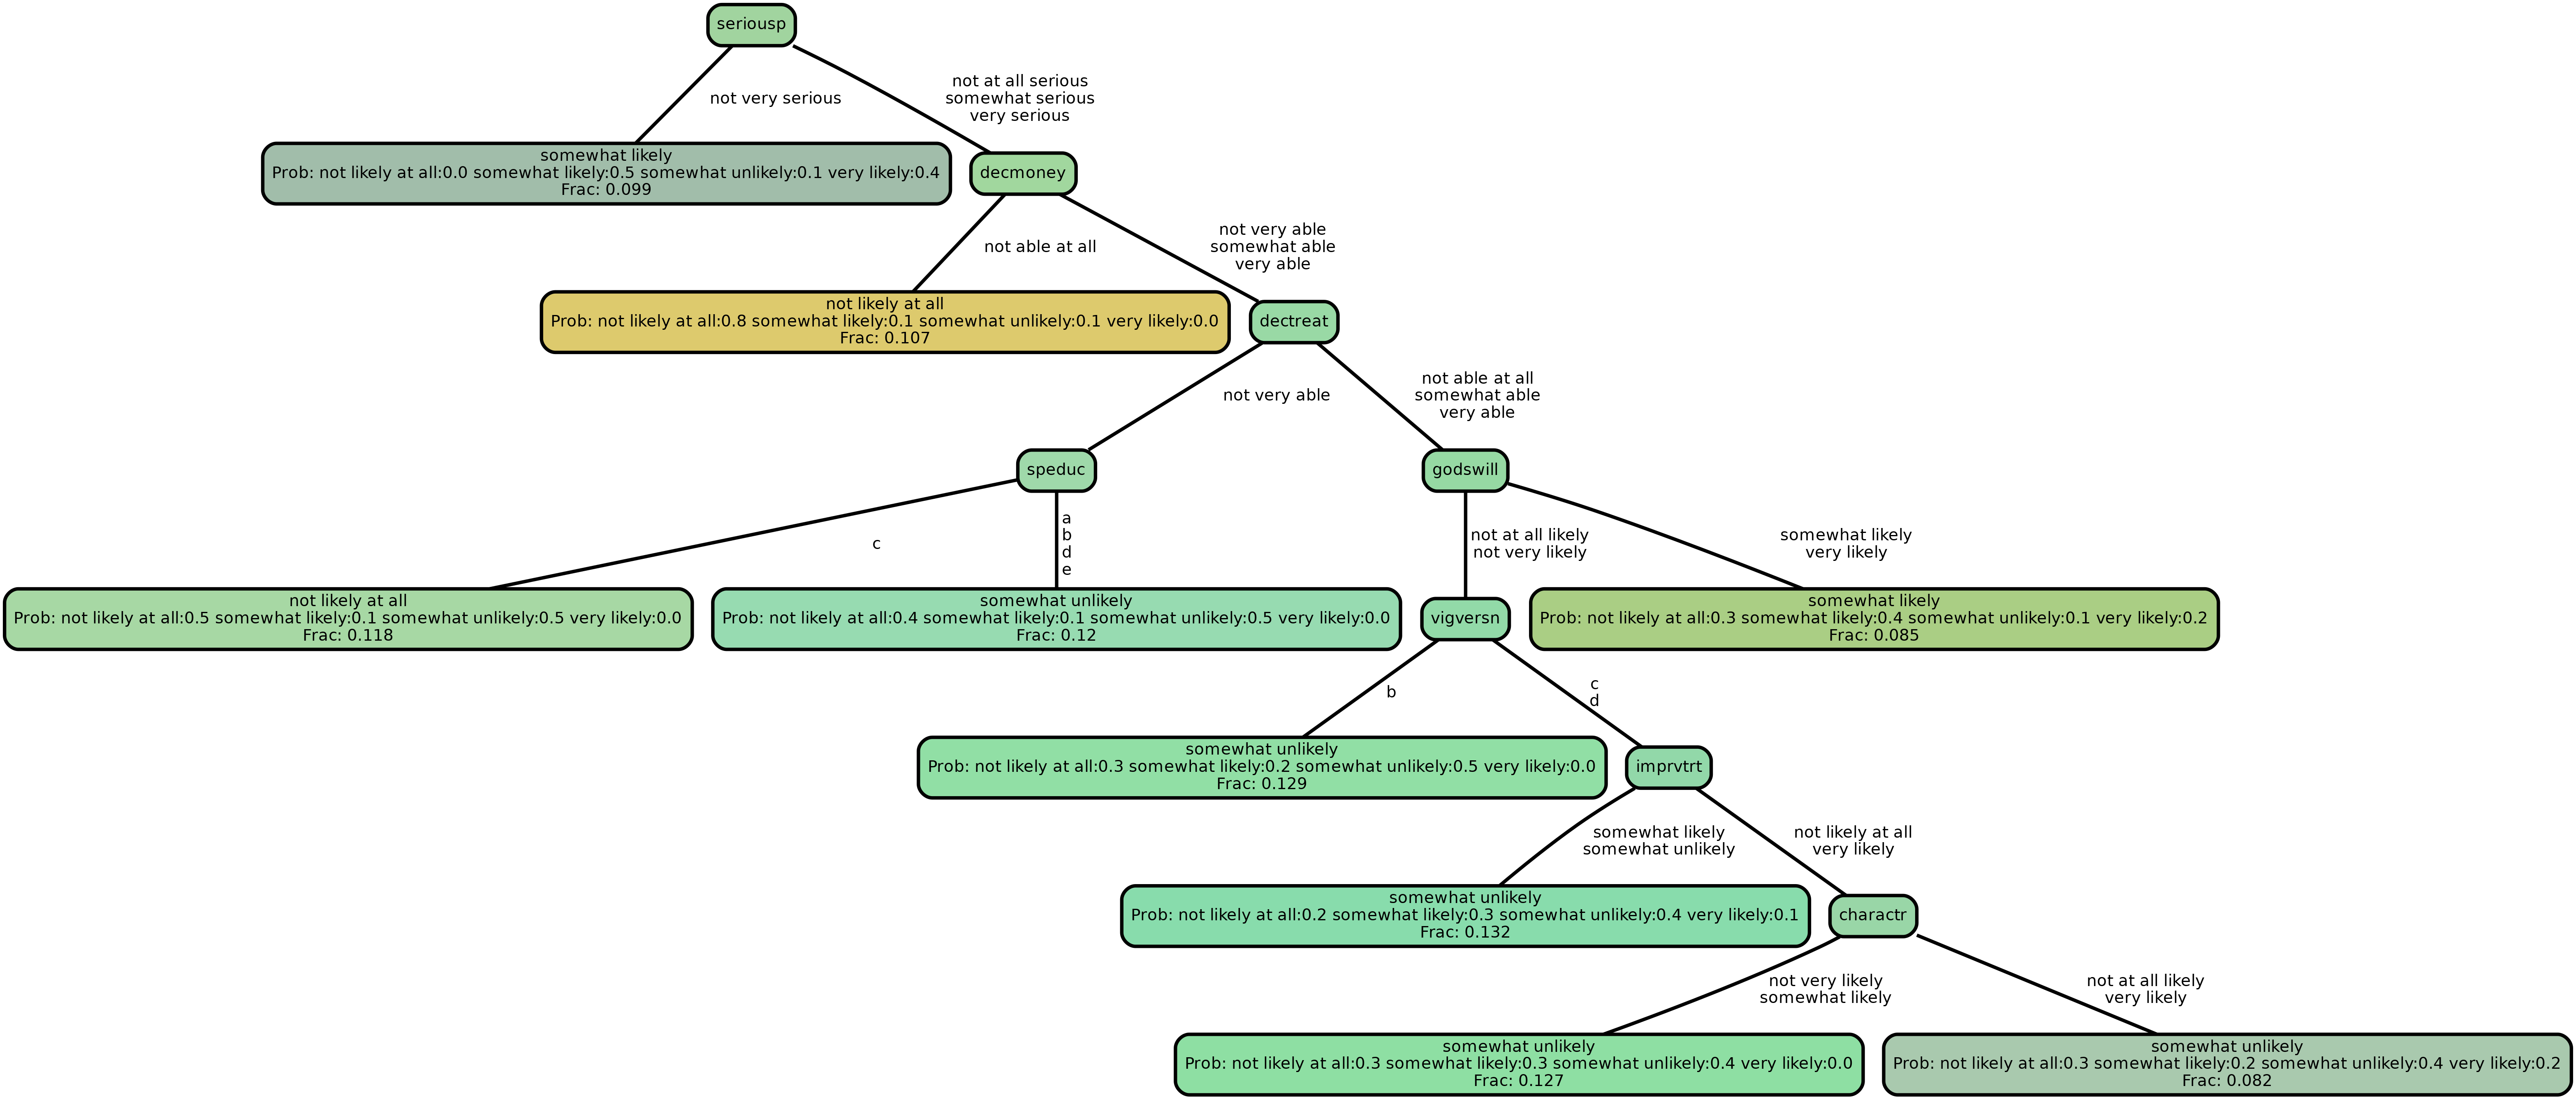 seriousp
not very serious
not at all serious
somewhat serious
very serious
somewhat likely
Prob: not likely at all:0.0 somewhat likely:0.5 somewhat unlikely:0.1 very likely:0.4
Frac: 0.099
decmoney
not able at all
not very able
somewhat able
very able
not likely at all
Prob: not likely at all:0.8 somewhat likely:0.1 somewhat unlikely:0.1 very likely:0.0
Frac: 0.107
dectreat
not very able
not able at all
somewhat able
very able
speduc
godswill
c
a
b
d
e
not at all likely
not very likely
somewhat likely
very likely
not likely at all
Prob: not likely at all:0.5 somewhat likely:0.1 somewhat unlikely:0.5 very likely:0.0
Frac: 0.118
somewhat unlikely
Prob: not likely at all:0.4 somewhat likely:0.1 somewhat unlikely:0.5 very likely:0.0
Frac: 0.12
vigversn
somewhat likely
Prob: not likely at all:0.3 somewhat likely:0.4 somewhat unlikely:0.1 very likely:0.2
Frac: 0.085
b
c
d
somewhat unlikely
Prob: not likely at all:0.3 somewhat likely:0.2 somewhat unlikely:0.5 very likely:0.0
Frac: 0.129
imprvtrt
somewhat likely
somewhat unlikely
not likely at all
very likely
somewhat unlikely
Prob: not likely at all:0.2 somewhat likely:0.3 somewhat unlikely:0.4 very likely:0.1
Frac: 0.132
charactr
not very likely
somewhat likely
not at all likely
very likely
somewhat unlikely
Prob: not likely at all:0.3 somewhat likely:0.3 somewhat unlikely:0.4 very likely:0.0
Frac: 0.127
somewhat unlikely
Prob: not likely at all:0.3 somewhat likely:0.2 somewhat unlikely:0.4 very likely:0.2
Frac: 0.082